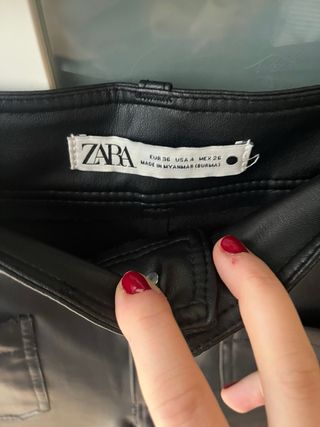 ZARA
EUR 36 USA 4 MEX 26
MADE IN MYANMAR (BURMA)